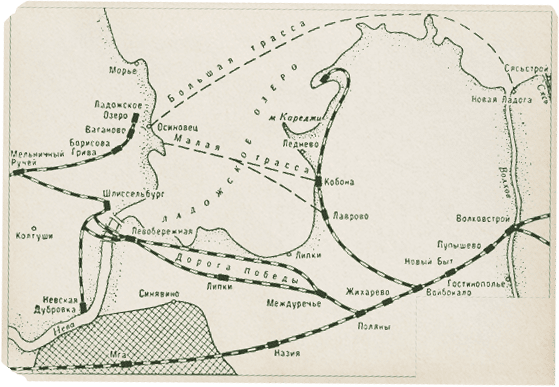 Большая трасса
Морье
Сясьстрой
Сясь
Новая Ладога
ЛАДОЖСКОЕ ОЗЕРО
Ладожское
Озеро
м Кареджи
Ваганово
Осиновец
Борисова
Грива
Малая трасса
Леднево
Мельничный
Ручей
Кобона
Волхов
Шлиссельбург
Лаврово
Волховстрой
Колтуши
Левобережная
Пупышево
Липки
Новый Быт
Дорога Победы
Гостинополье
Липки
Жихарево
Войбокало
Синявино
Междуречье
Невская
Дубровка
Поляны
Нева
Мга
Назия